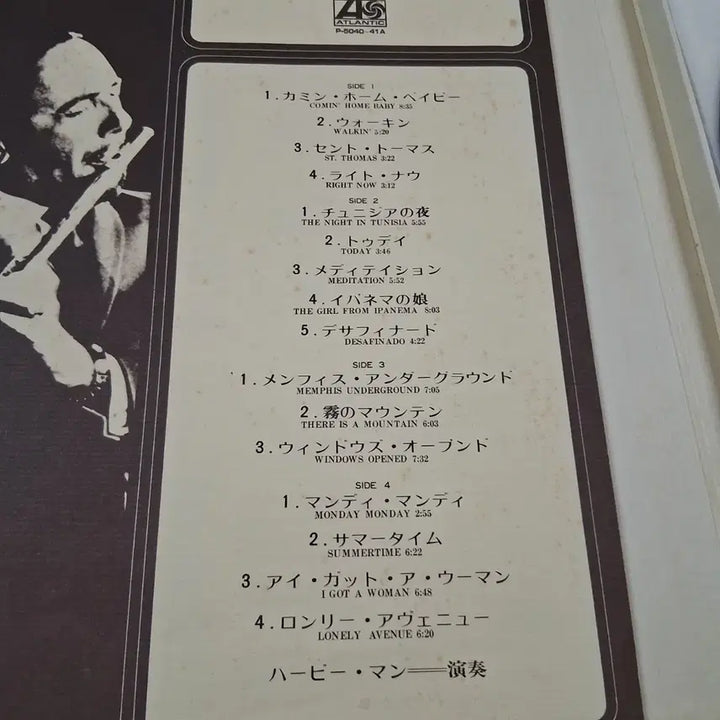 ATLANTIC
P-5040~41A
SIDE 1
1.カミン・ホーム・ベイビー
COMIN' HOME BABY 8:35
2.ウォーキン
WALKIN' 5:20
3.セント・トーマス
ST. THOMAS 3:22
4.ライト・ナウ
RIGHT NOW 3:12
SIDE 2
1.チュニジアの夜
THE NIGHT IN TUNISIA 5:55
2.トゥデイ
TODAY 3:46
3.メディテイション
MEDITATION 5:52
4.イパネマの娘
THE GIRL FROM IPANEMA 8:03
5.デサフィナード
DESAFINADO 4:22
SIDE 3
1.メンフィス・アンダーグラウンド
MEMPHIS UNDERGROUND 7:05
2.霧のマウンテン
THERE IS A MOUNTAIN 6:03
3.ウィンドウズ・オープンド
WINDOWS OPENED 7:32
SIDE 4
1.マンディ・マンディ
MONDAY MONDAY 2:55
2.サマータイム
SUMMERTIME 6:22
3.アイ・ガット・ア・ウーマン
I GOT A WOMAN 6:48
4.ロンリー・アヴェニュー
LONELY AVENUE 6:20
ハービー・マン──演奏